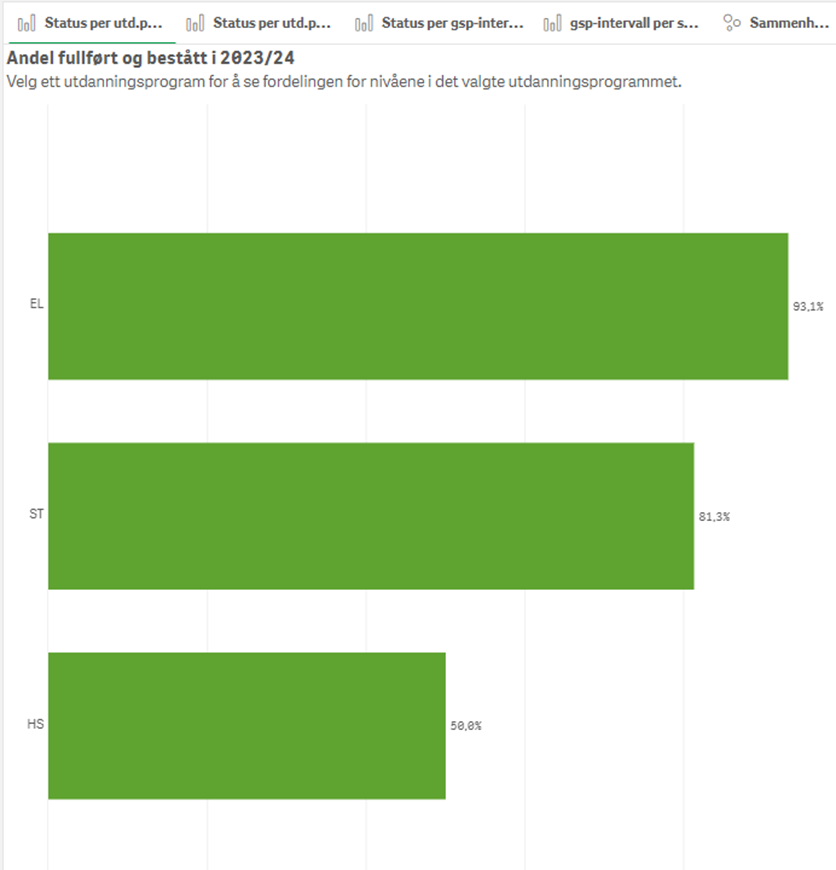 Status per utd.p... Status per utd.p... Status per gsp-inter... gsp-intervall per s... Sammenh...
Andel fullført og bestått i 2023/24
Velg ett utdanningsprogram for å se fordelingen for nivåene i det valgte utdanningsprogrammet.
EL 93,1%
ST 81,3%
HS 50,0%